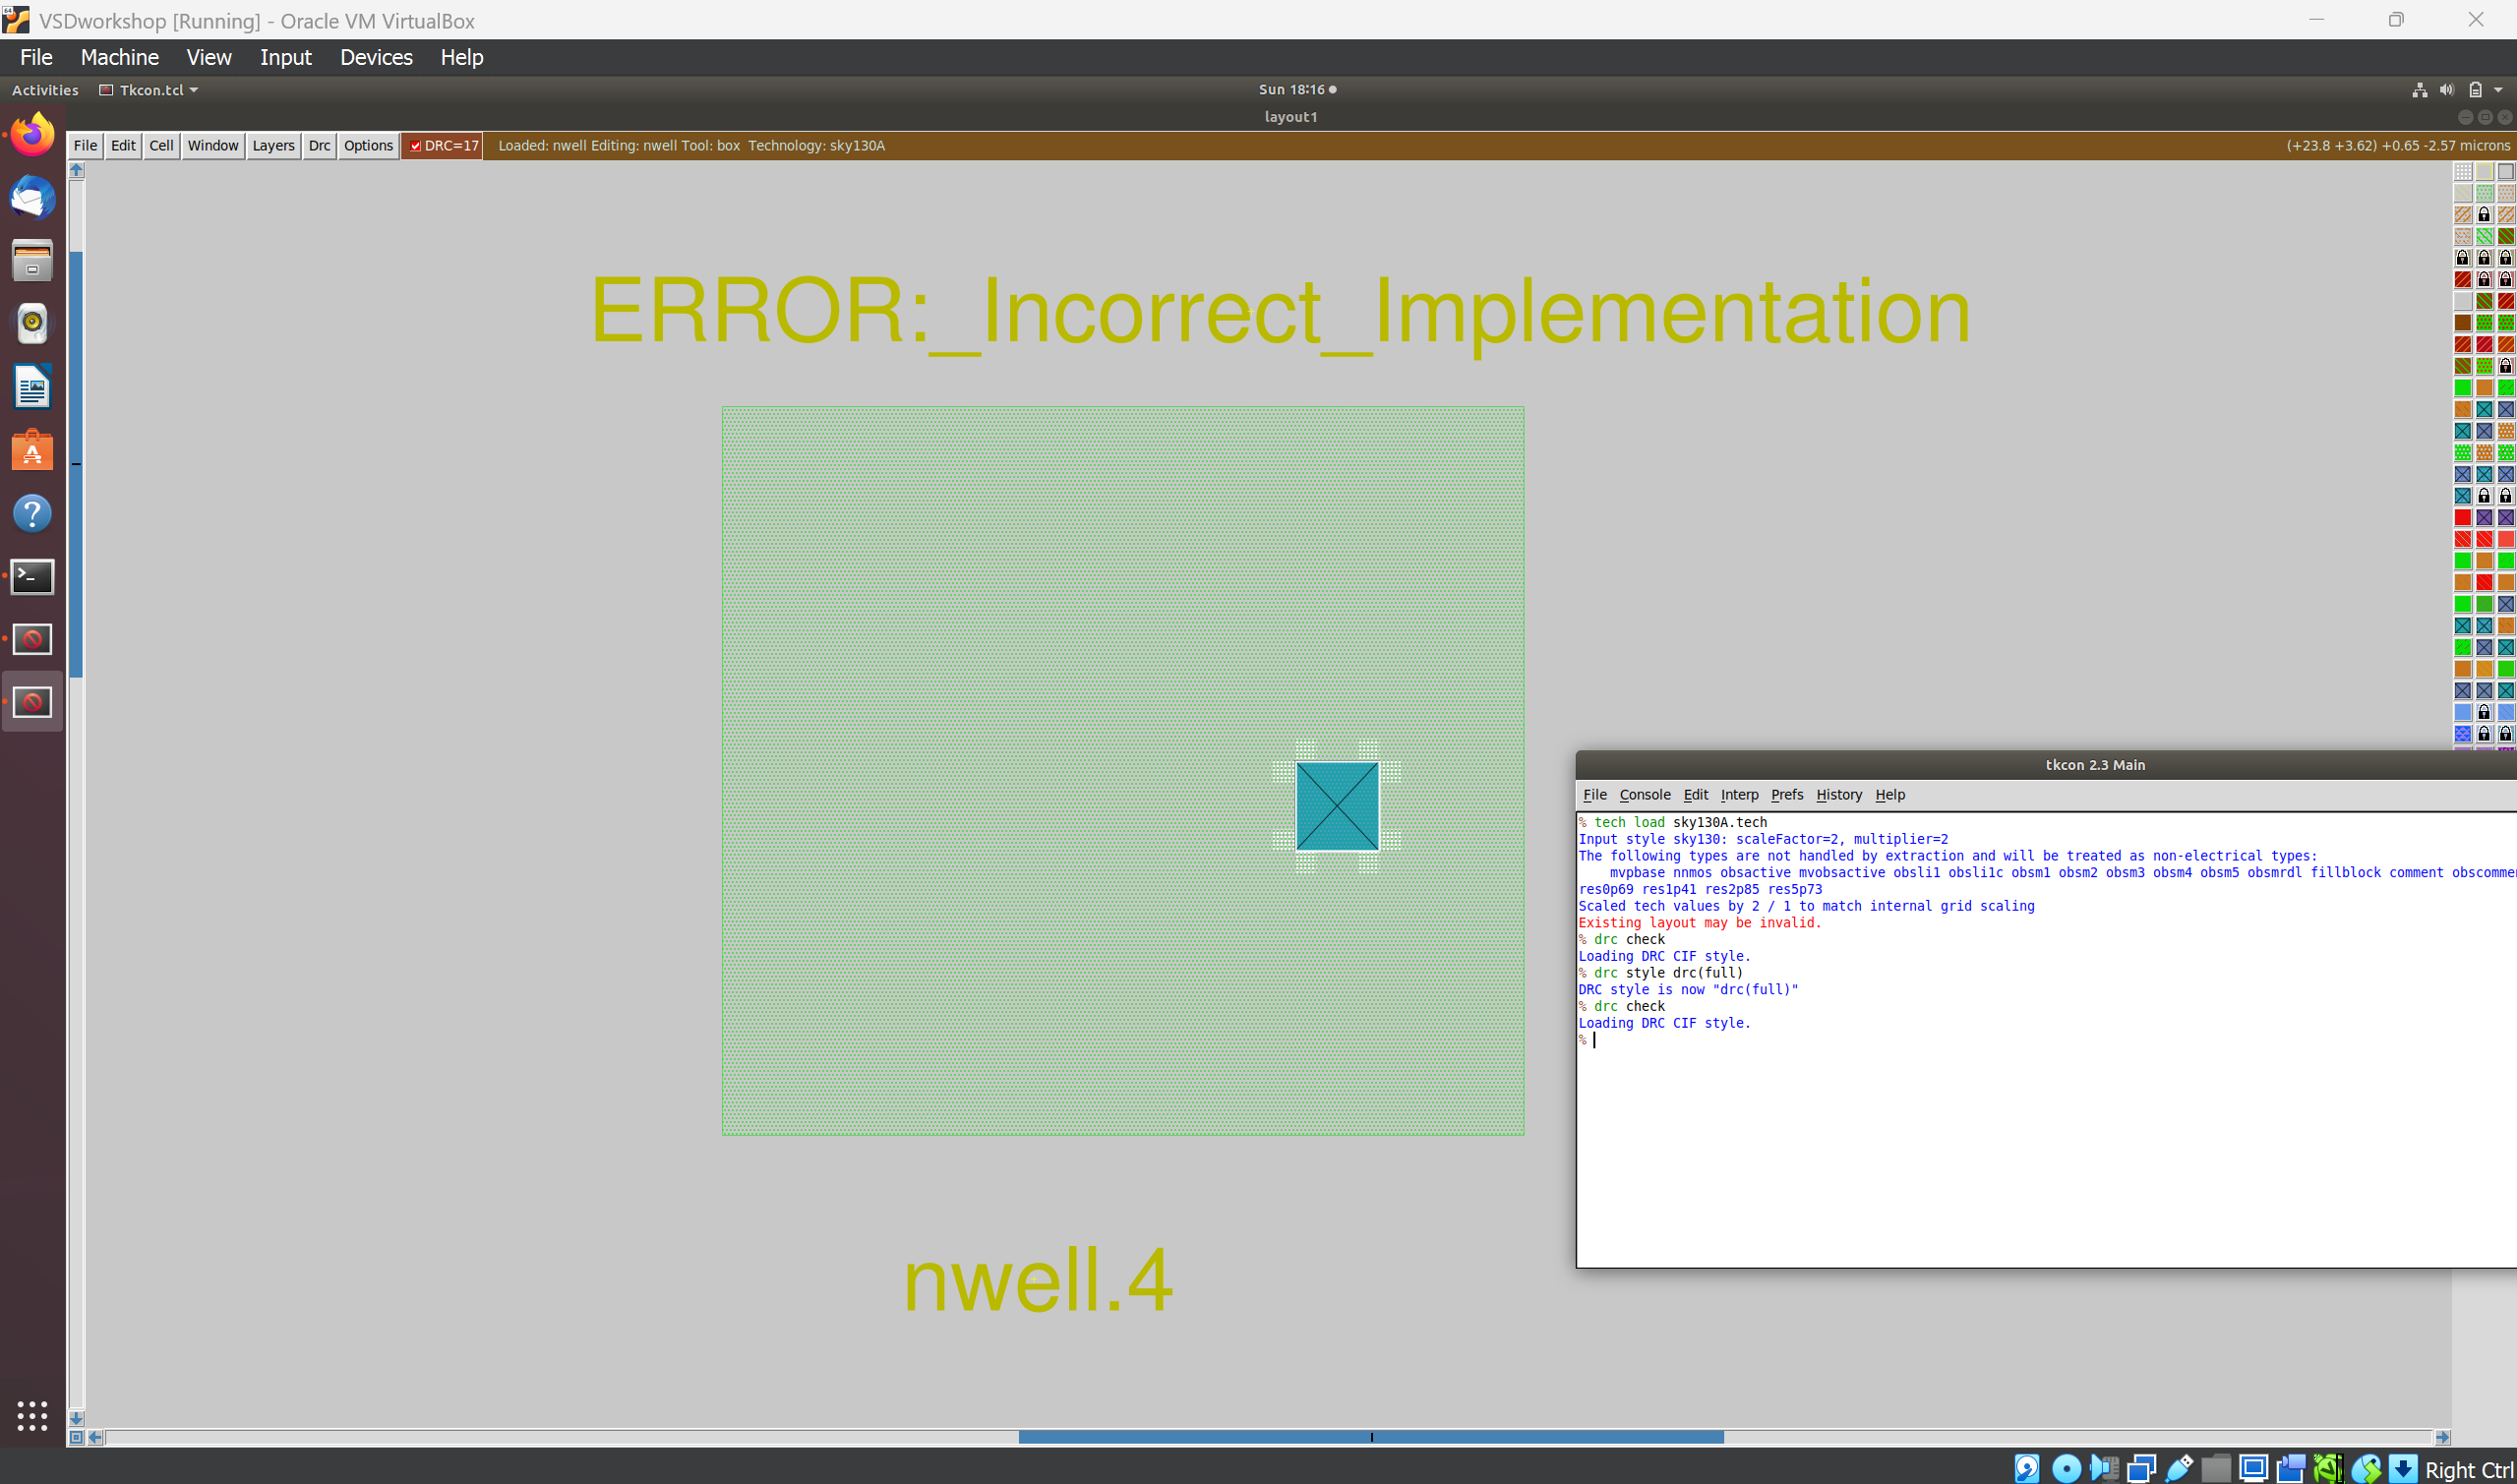 VSDworkshop [Running] - Oracle VM VirtualBox
File Machine View Input Devices Help
Activities Tkcon.tcl Sun 18:16
layout1
File Edit Cell Window Layers Drc Options DRC=17 Loaded: nwell Editing: nwell Tool: box Technology: sky130A (+23.8 +3.62) +0.65 -2.57 microns
ERROR:_Incorrect_Implementation
tkcon 2.3 Main
File Console Edit Interp Prefs History Help
% tech load sky130A.tech
Input style sky130: scaleFactor=2, multiplier=2
The following types are not handled by extraction and will be treated as non-electrical types:
mvpbase nnmos obsactive mvobsactive obsli1 obsli1c obsm1 obsm2 obsm3 obsm4 obsm5 obsmrdl fillblock comment obscomme
res0p69 res1p41 res2p85 res5p73
Scaled tech values by 2 / 1 to match internal grid scaling
Existing layout may be invalid.
% drc check
Loading DRC CIF style.
% drc style drc(full)
DRC style is now "drc(full)"
% drc check
Loading DRC CIF style.
%
nwell.4
Right Ctrl